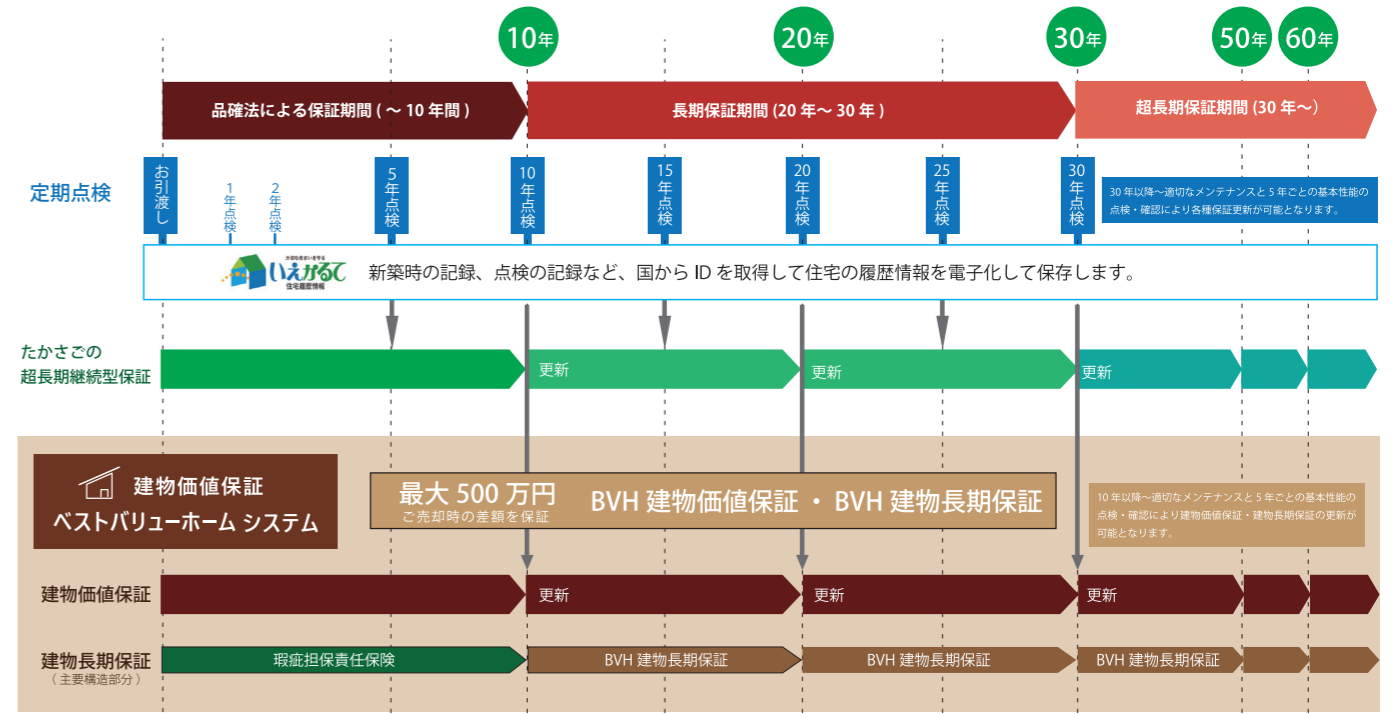 10年
20年
30年
50年
60年
品確法による保証期間 ( ～ 10 年間 )
長期保証期間 (20 年～ 30 年 )
超長期保証期間 (30 年～)
定期点検
お引渡し
1年点検
2年点検
5年点検
10年点検
15年点検
20年点検
25年点検
30年点検
30 年以降～適切なメンテナンスと 5 年ごとの基本性能の
点検・確認により各種保証更新が可能となります。
大切な住まいを守る
いえかるて
住宅履歴情報
新築時の記録、点検の記録など、国から ID を取得して住宅の履歴情報を電子化して保存します。
たかさごの
超長期継続型保証
更新
更新
更新
建物価値保証
ベストバリューホーム システム
最大 500 万円
ご売却時の差額を保証
BVH 建物価値保証 ・ BVH 建物長期保証
10 年以降～適切なメンテナンスと 5 年ごとの基本性能の
点検・確認により建物価値保証・建物長期保証の更新が
可能となります。
建物価値保証
更新
更新
更新
建物長期保証
（ 主要構造部分 ）
瑕疵担保責任保険
BVH 建物長期保証
BVH 建物長期保証
BVH 建物長期保証